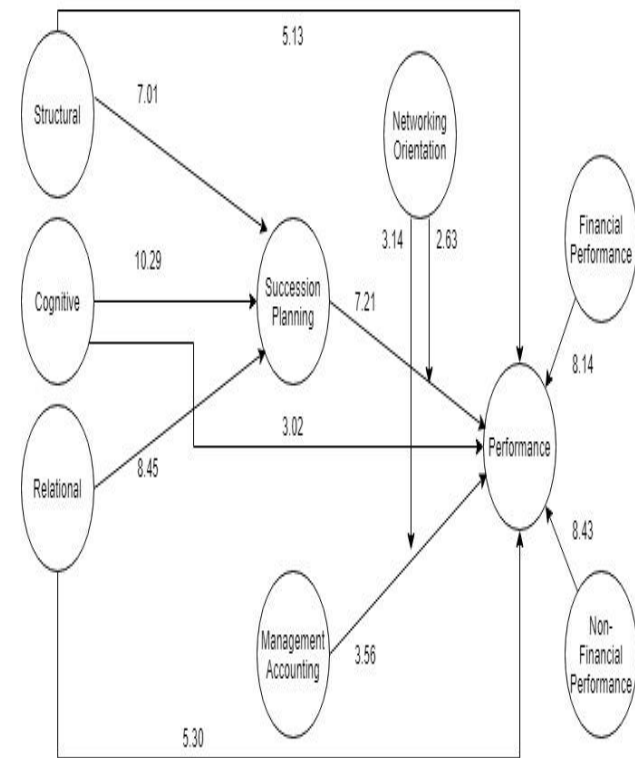 5.13
7.01
Structural
Networking
Orientation
3.14
2.63
Financial
Performance
10.29
Cognitive
Succession
Planning
7.21
8.14
3.02
Performance
Relational
8.45
8.43
Management
Accounting
3.56
Non-
Financial
Performance
5.30